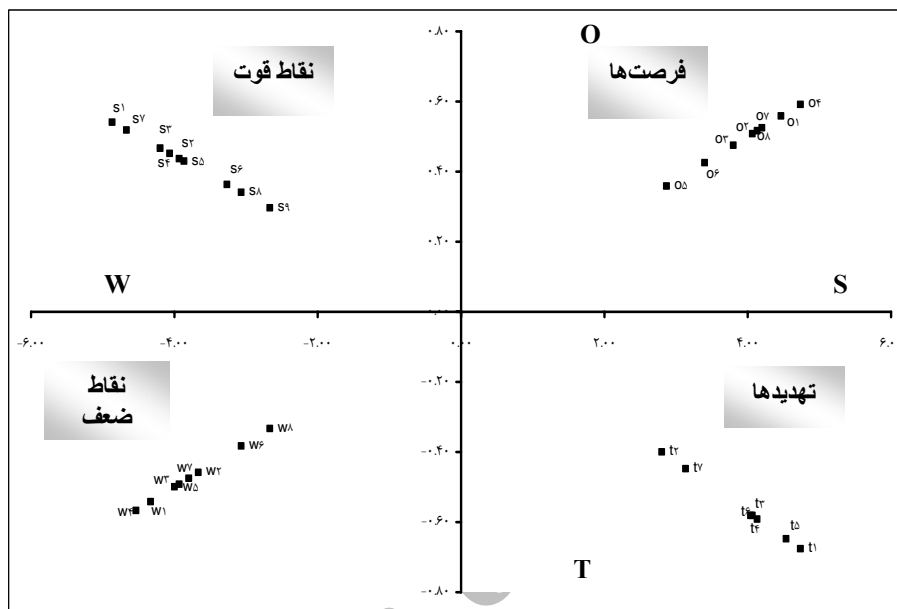 ۰.۸۰
O
نقاط قوت
فرصت‌ها
۰.۶۰
s۱
s۷
s۳
s۲
s۴
s۵
s۶
s۸
s۹
o۴
o۱
o۷
o۲
o۸
o۳
o۶
o۵
۰.۴۰
۰.۲۰
W
S
۰.۰۰
-۶.۰۰
-۴.۰۰
-۲.۰۰
۰.۰۰
۲.۰۰
۴.۰۰
نقاط
ضعف
تهدیدها
-۰.۲۰
w۸
w۶
w۷
w۲
w۳
w۵
w۴
w۱
-۰.۴۰
t۲
t۷
t۳
t۶
t۴
t۵
t۱
-۰.۶۰
T
-۰.۸۰